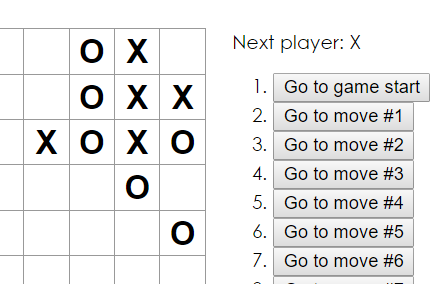 O X
O X X
X O X O
O
O
Next player: X
1. Go to game start
2. Go to move #1
3. Go to move #2
4. Go to move #3
5. Go to move #4
6. Go to move #5
7. Go to move #6